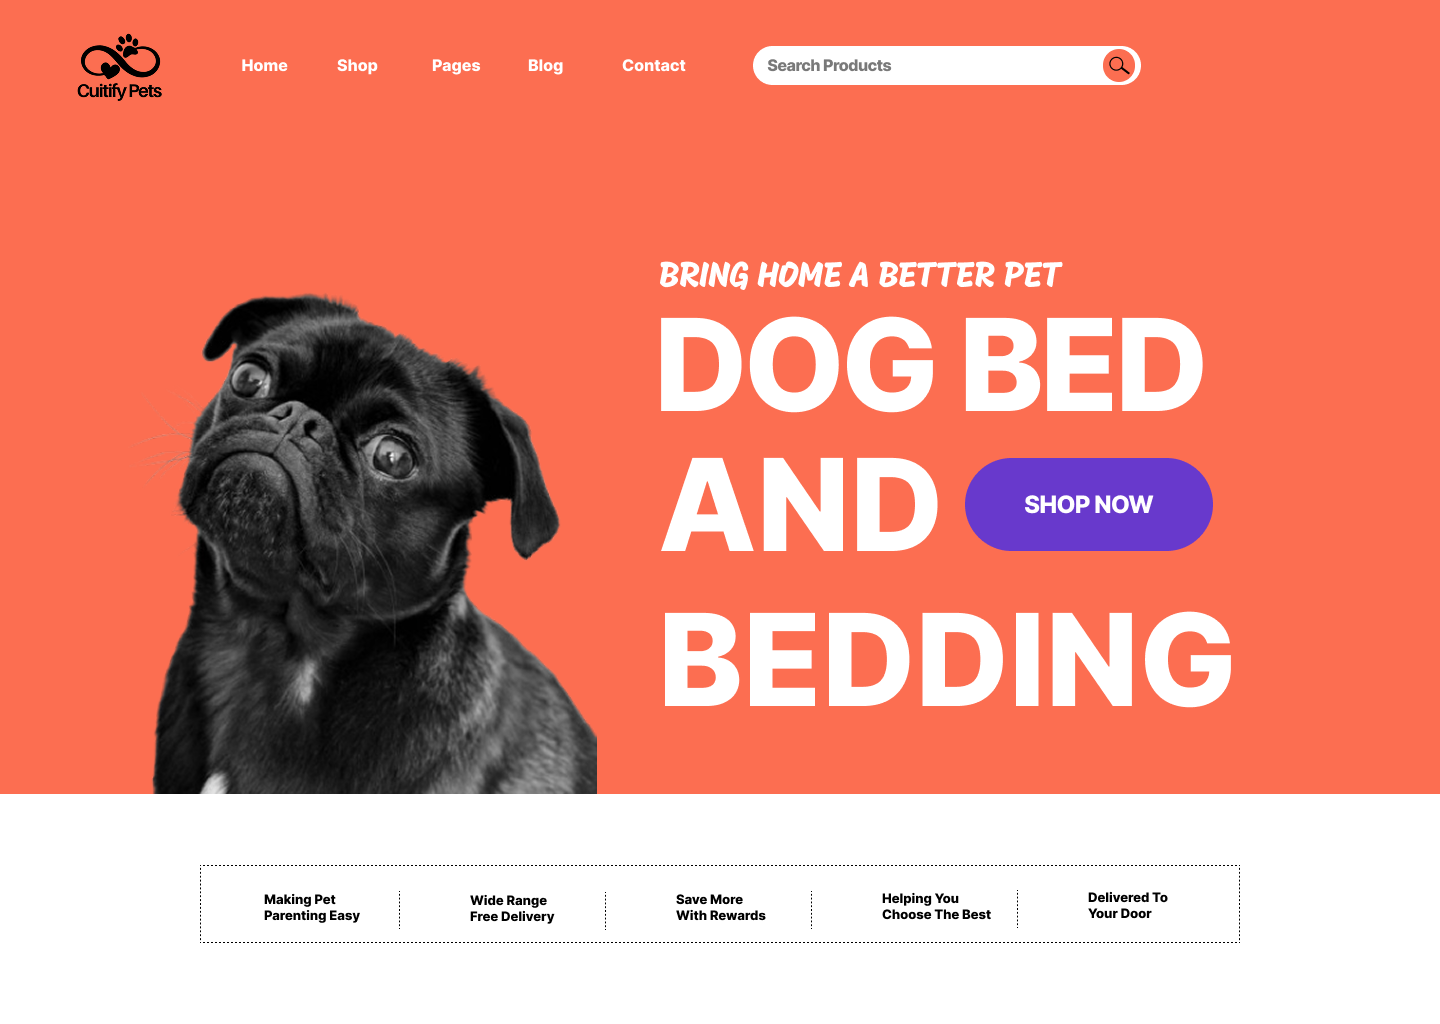 Cuitify Pets
Home Shop Pages Blog Contact Search Products
BRING HOME A BETTER PET
DOG BED
AND SHOP NOW
BEDDING
Making Pet
Parenting Easy
Wide Range
Free Delivery
Save More
With Rewards
Helping You
Choose The Best
Delivered To
Your Door